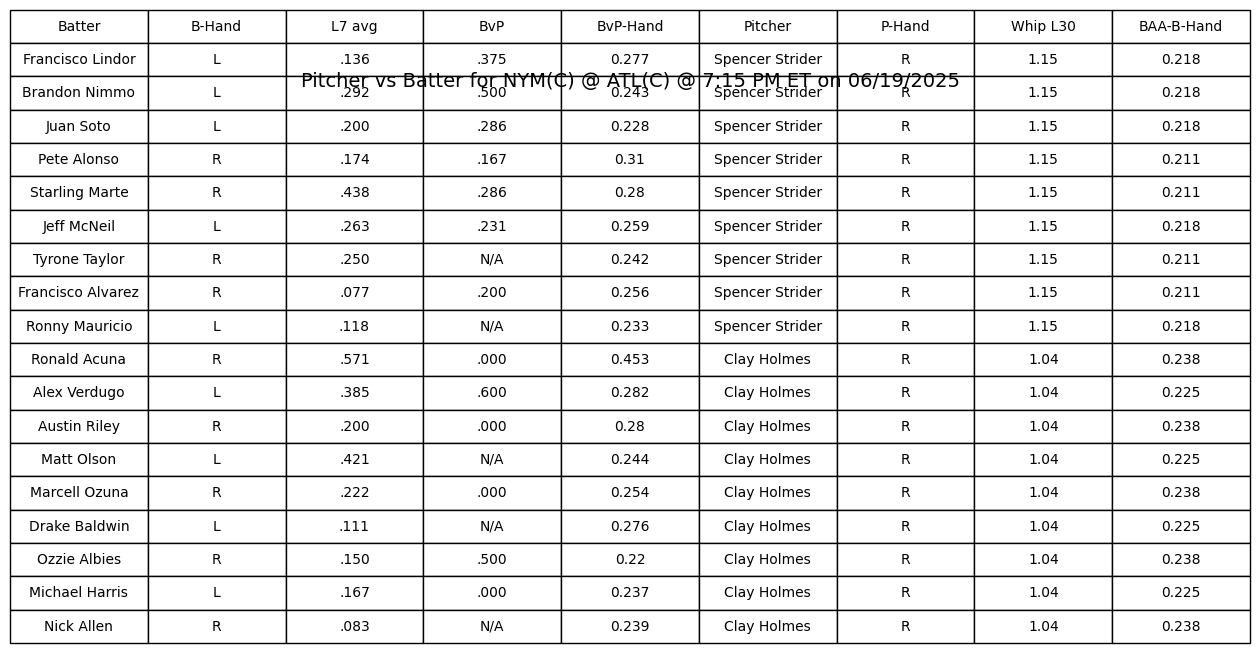 Batter B-Hand L7 avg BvP BvP-Hand Pitcher P-Hand Whip L30 BAA-B-Hand
Francisco Lindor L .136 .375 0.277 Spencer Strider R 1.15 0.218
Pitcher vs Batter for NYM(C) @ ATL(C) @ 7:15 PM ET on 06/19/2025
Brandon Nimmo L .292 .500 0.243 Spencer Strider R 1.15 0.218
Juan Soto L .200 .286 0.228 Spencer Strider R 1.15 0.218
Pete Alonso R .174 .167 0.31 Spencer Strider R 1.15 0.211
Starling Marte R .438 .286 0.28 Spencer Strider R 1.15 0.211
Jeff McNeil L .263 .231 0.259 Spencer Strider R 1.15 0.218
Tyrone Taylor R .250 N/A 0.242 Spencer Strider R 1.15 0.211
Francisco Alvarez R .077 .200 0.256 Spencer Strider R 1.15 0.211
Ronny Mauricio L .118 N/A 0.233 Spencer Strider R 1.15 0.218
Ronald Acuna R .571 .000 0.453 Clay Holmes R 1.04 0.238
Alex Verdugo L .385 .600 0.282 Clay Holmes R 1.04 0.225
Austin Riley R .200 .000 0.28 Clay Holmes R 1.04 0.238
Matt Olson L .421 N/A 0.244 Clay Holmes R 1.04 0.225
Marcell Ozuna R .222 .000 0.254 Clay Holmes R 1.04 0.238
Drake Baldwin L .111 N/A 0.276 Clay Holmes R 1.04 0.225
Ozzie Albies R .150 .500 0.22 Clay Holmes R 1.04 0.238
Michael Harris L .167 .000 0.237 Clay Holmes R 1.04 0.225
Nick Allen R .083 N/A 0.239 Clay Holmes R 1.04 0.238